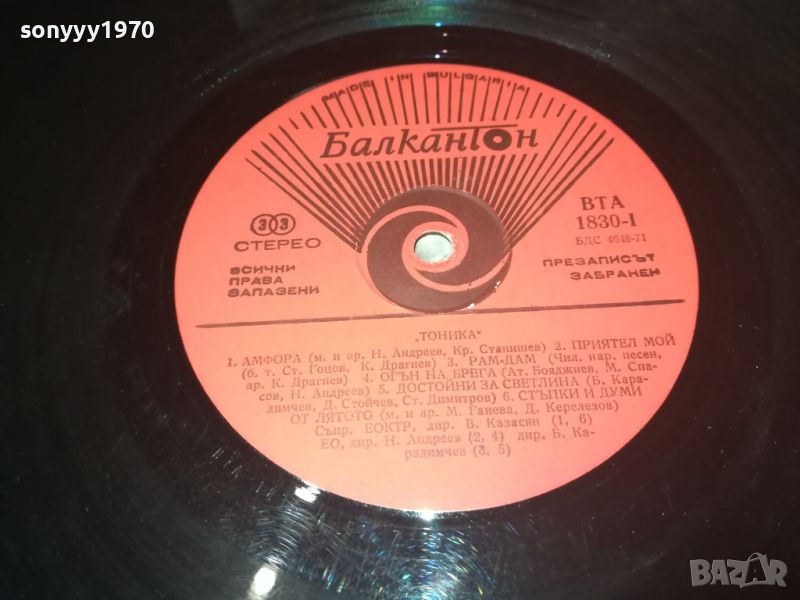 sonyyy1970
MADE IN BULGARIA
Балкантон
33
СТЕРЕО
ВСИЧНИ
ПРАВА
ЗАПАЗЕНИ
ВТА
1830-I
БДС 4648-71
ПРЕЗАПИСЪТ
ЗАБРАНЕН
„ТОНИКА“
1. АМФОРА (м. и ар. Н. Андреев, Кр. Станишев) 2. ПРИЯТЕЛ МОЙ
(б. т. Ст. Гоцов, К. Драгнев) 3. РАМ-ДАМ (Чил. нар. песен,
ар. К. Драгнев) 4. ОГЪН НА БРЕГА (Ат. Бояджиев, М. Спа-
сов, Н. Андреев) 5. ДОСТОЙНИ ЗА СВЕТЛИНА (Б. Кара-
димчев, Д. Стойчев, Ст. Димитров) 6. СТЪПКИ И ДУМИ
ОТ ЛЯТОТО (м. и ар. М. Ганева, Д. Керелезов)
Съпр. ЕОКТР, дир. В. Казасян (1, 6)
ЕО, дир. Н. Андреев (2, 4) дир. Б. Ка-
радимчев (3, 5)
BAZAR